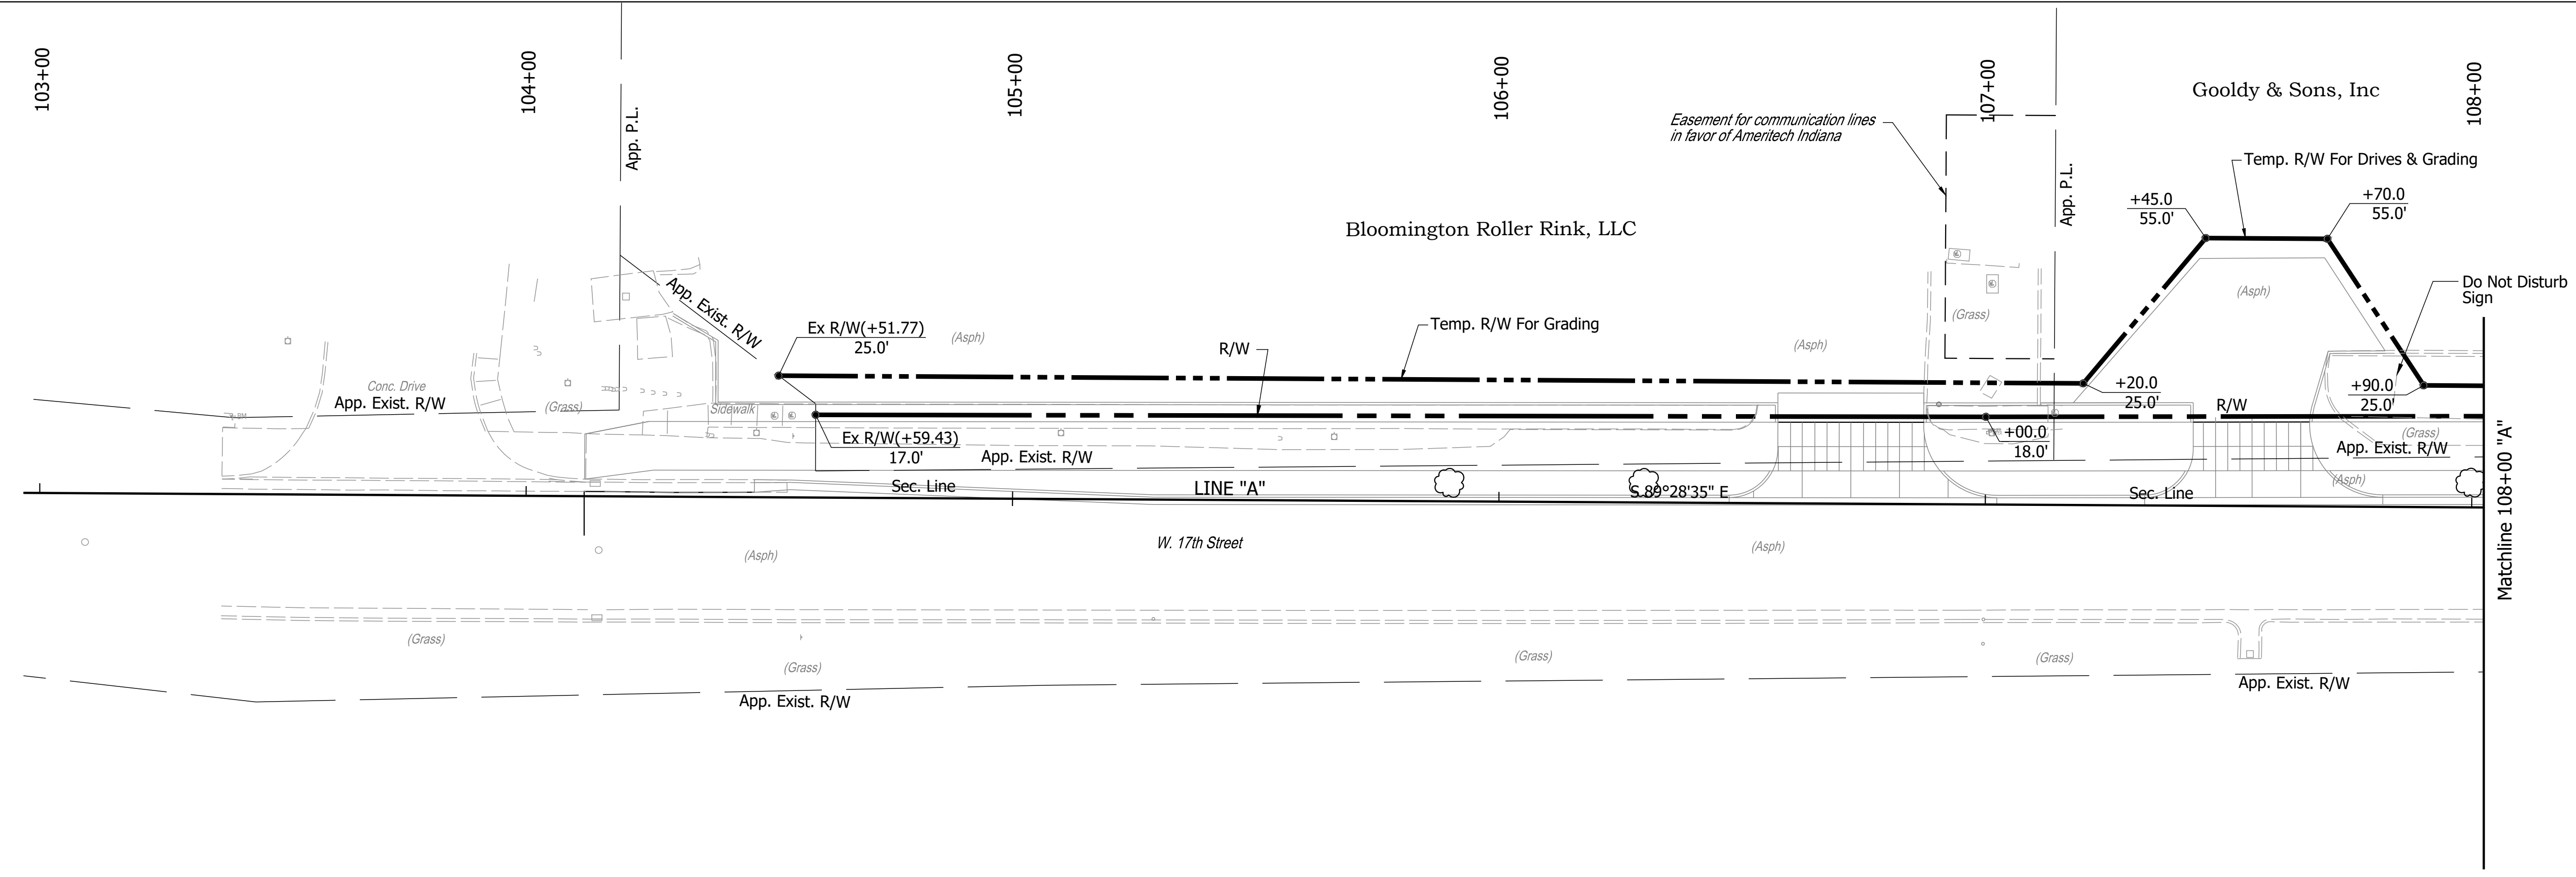 103+00
104+00
105+00
106+00
107+00
108+00
App. P.L.
Gooldy & Sons, Inc
Easement for communication lines
in favor of Ameritech Indiana
App. P.L.
Temp. R/W For Drives & Grading
+45.0
55.0'
+70.0
55.0'
Bloomington Roller Rink, LLC
App. Exist. R/W
Ex R/W(+51.77)
25.0'
(Asph)
Temp. R/W For Grading
R/W
(Asph)
(Grass)
(Asph)
Do Not Disturb
Sign
Conc. Drive
App. Exist. R/W
(Grass)
Sidewalk
+20.0
25.0'
+90.0
25.0'
R/W
Ex R/W(+59.43)
17.0'
App. Exist. R/W
+00.0
18.0'
App. Exist. R/W
(Grass)
Sec. Line
LINE "A"
S 89°28'35" E
Sec. Line
(Asph)
Matchline 108+00 "A"
W. 17th Street
(Asph)
(Asph)
(Grass)
(Grass)
(Grass)
(Grass)
App. Exist. R/W
App. Exist. R/W